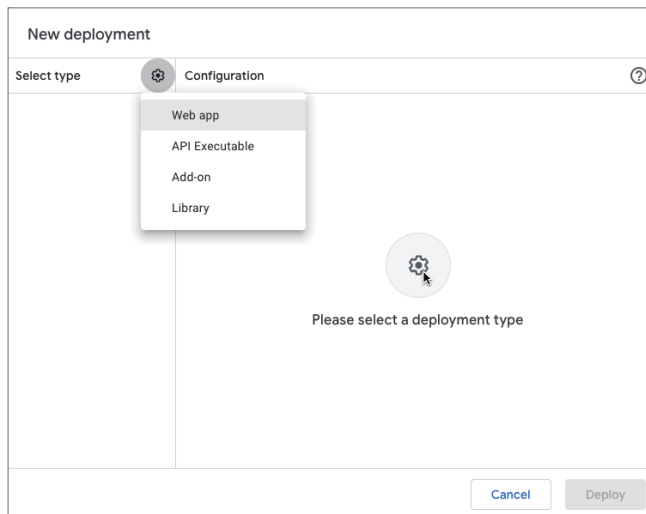 New deployment
Select type
Configuration
Web app
API Executable
Add-on
Library
Please select a deployment type
Cancel
Deploy